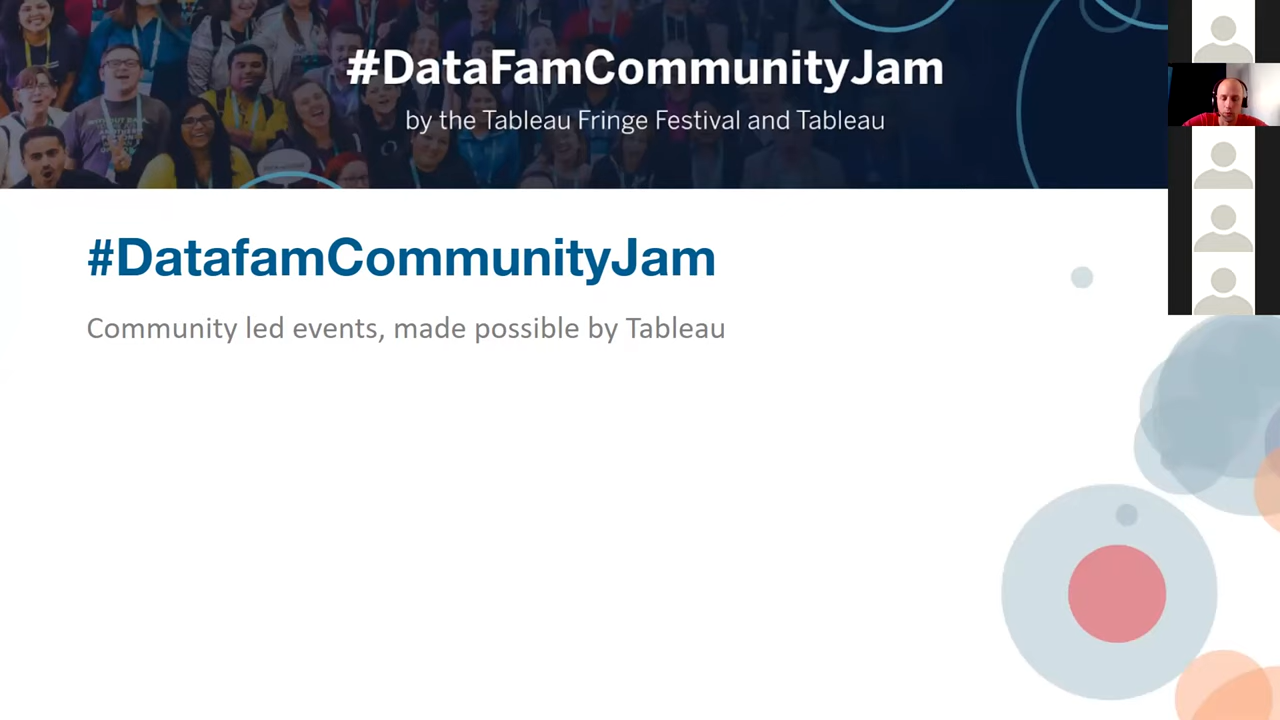 #DataFamCommunityJam
by the Tableau Fringe Festival and Tableau
#DatafamCommunityJam
Community led events, made possible by Tableau